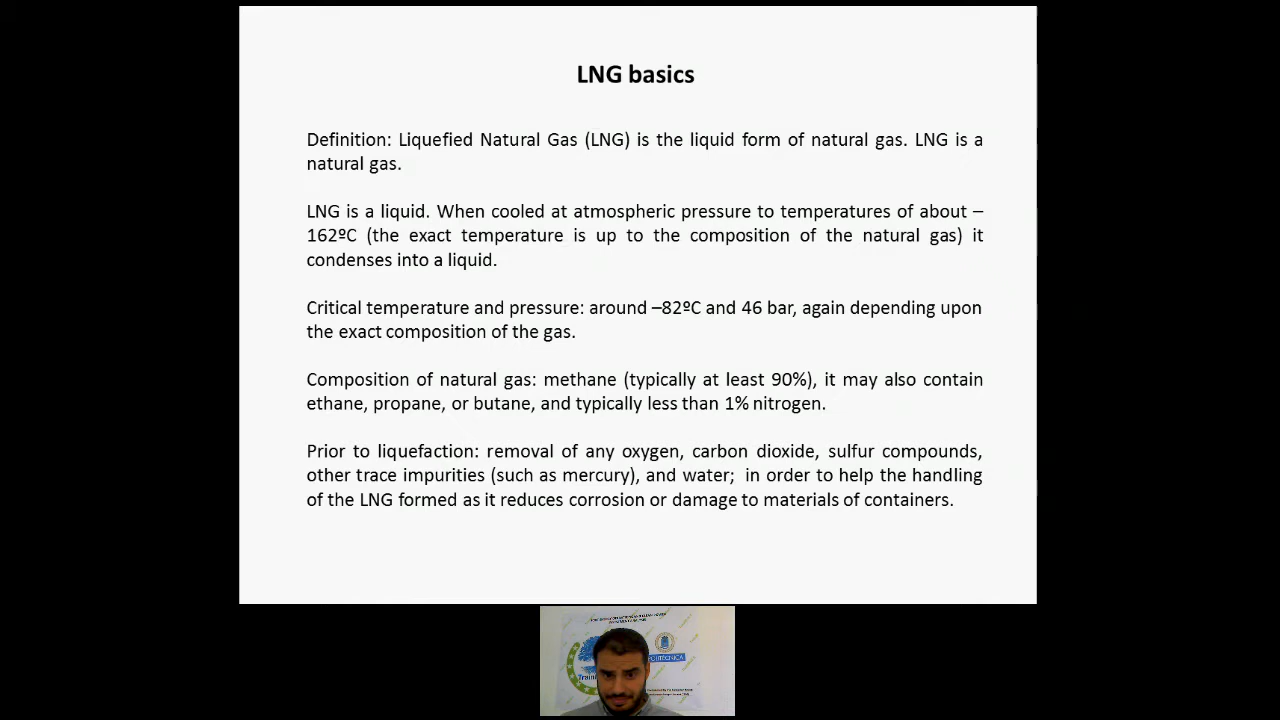 LNG basics
Definition: Liquefied Natural Gas (LNG) is the liquid form of natural gas. LNG is a
natural gas.
LNG is a liquid. When cooled at atmospheric pressure to temperatures of about –
162ºC (the exact temperature is up to the composition of the natural gas) it
condenses into a liquid.
Critical temperature and pressure: around –82ºC and 46 bar, again depending upon
the exact composition of the gas.
Composition of natural gas: methane (typically at least 90%), it may also contain
ethane, propane, or butane, and typically less than 1% nitrogen.
Prior to liquefaction: removal of any oxygen, carbon dioxide, sulfur compounds,
other trace impurities (such as mercury), and water;  in order to help the handling
of the LNG formed as it reduces corrosion or damage to materials of containers.
POLITÉCNICA